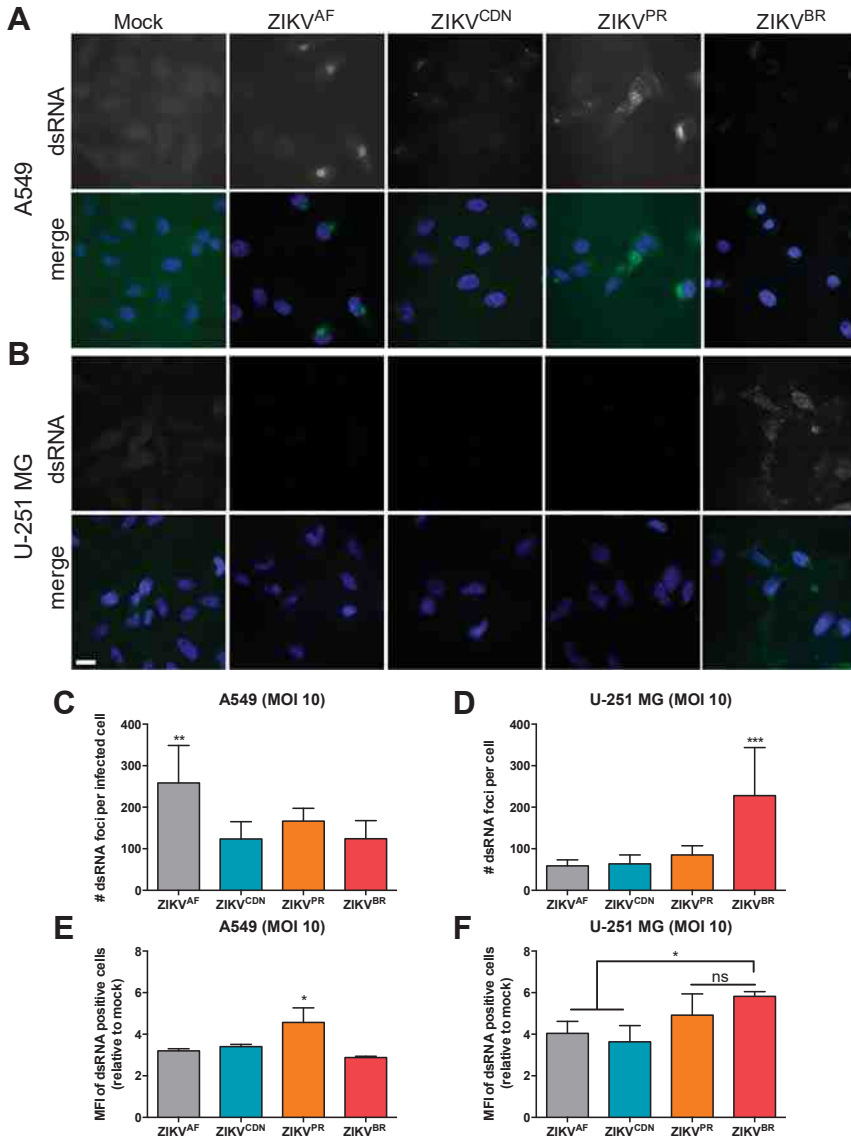 A
Mock ZIKV^AF ZIKV^CDN ZIKV^PR ZIKV^BR
A549
dsRNA
merge
B
U-251 MG
dsRNA
merge
C
A549 (MOI 10)
# dsRNA foci per infected cell
400
300
200
100
0
**
ZIKV^AF ZIKV^CDN ZIKV^PR ZIKV^BR
D
U-251 MG (MOI 10)
# dsRNA foci per cell
400
300
200
100
0
***
ZIKV^AF ZIKV^CDN ZIKV^PR ZIKV^BR
E
A549 (MOI 10)
MFI of dsRNA positive cells
(relative to mock)
8
6
4
2
0
*
ZIKV^AF ZIKV^CDN ZIKV^PR ZIKV^BR
F
U-251 MG (MOI 10)
MFI of dsRNA positive cells
(relative to mock)
8
6
4
2
0
*
ns
ZIKV^AF ZIKV^CDN ZIKV^PR ZIKV^BR